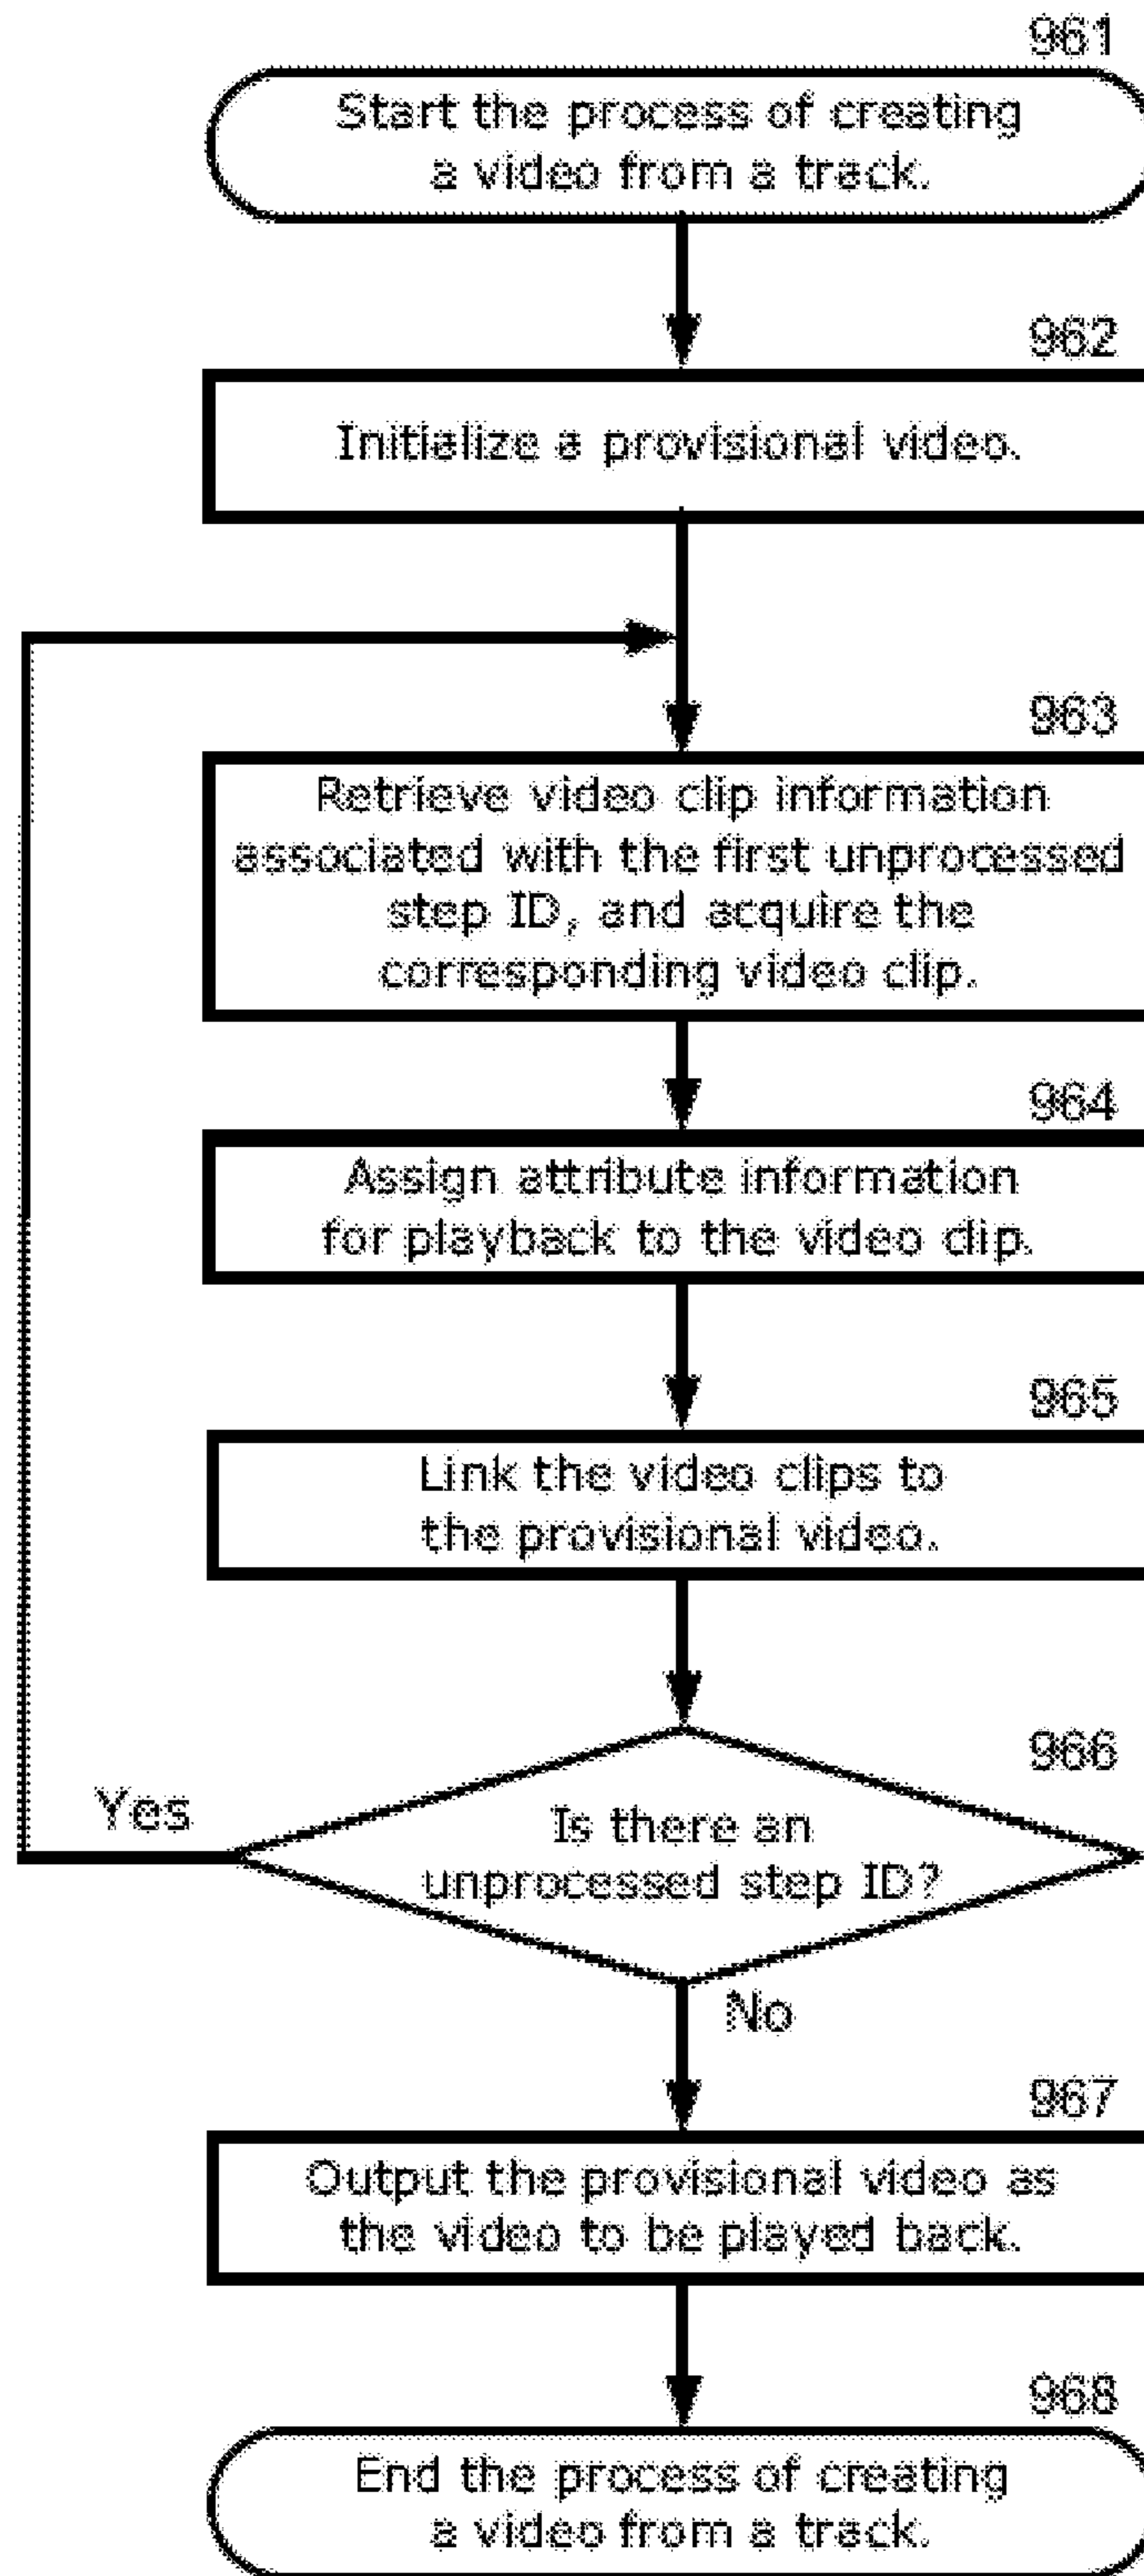 961
Start the process of creating
a video from a track.
962
Initialize a provisional video.
963
Retrieve video clip information
associated with the first unprocessed
step ID, and acquire the
corresponding video clip.
964
Assign attribute information
for playback to the video clip.
965
Link the video clips to
the provisional video.
966
Is there an
unprocessed step ID?
Yes
No
967
Output the provisional video as
the video to be played back.
968
End the process of creating
a video from a track.